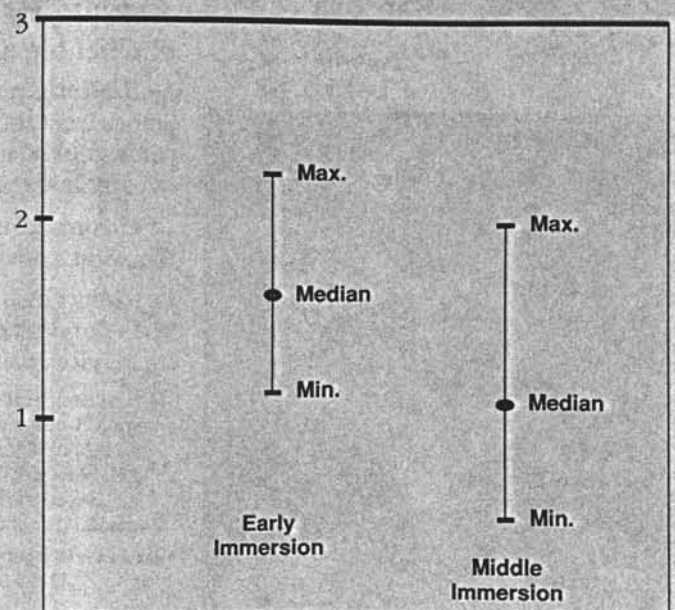 3
Max.
2
Max.
Median
Min.
1
Median
Early
Immersion
Min.
Middle
Immersion